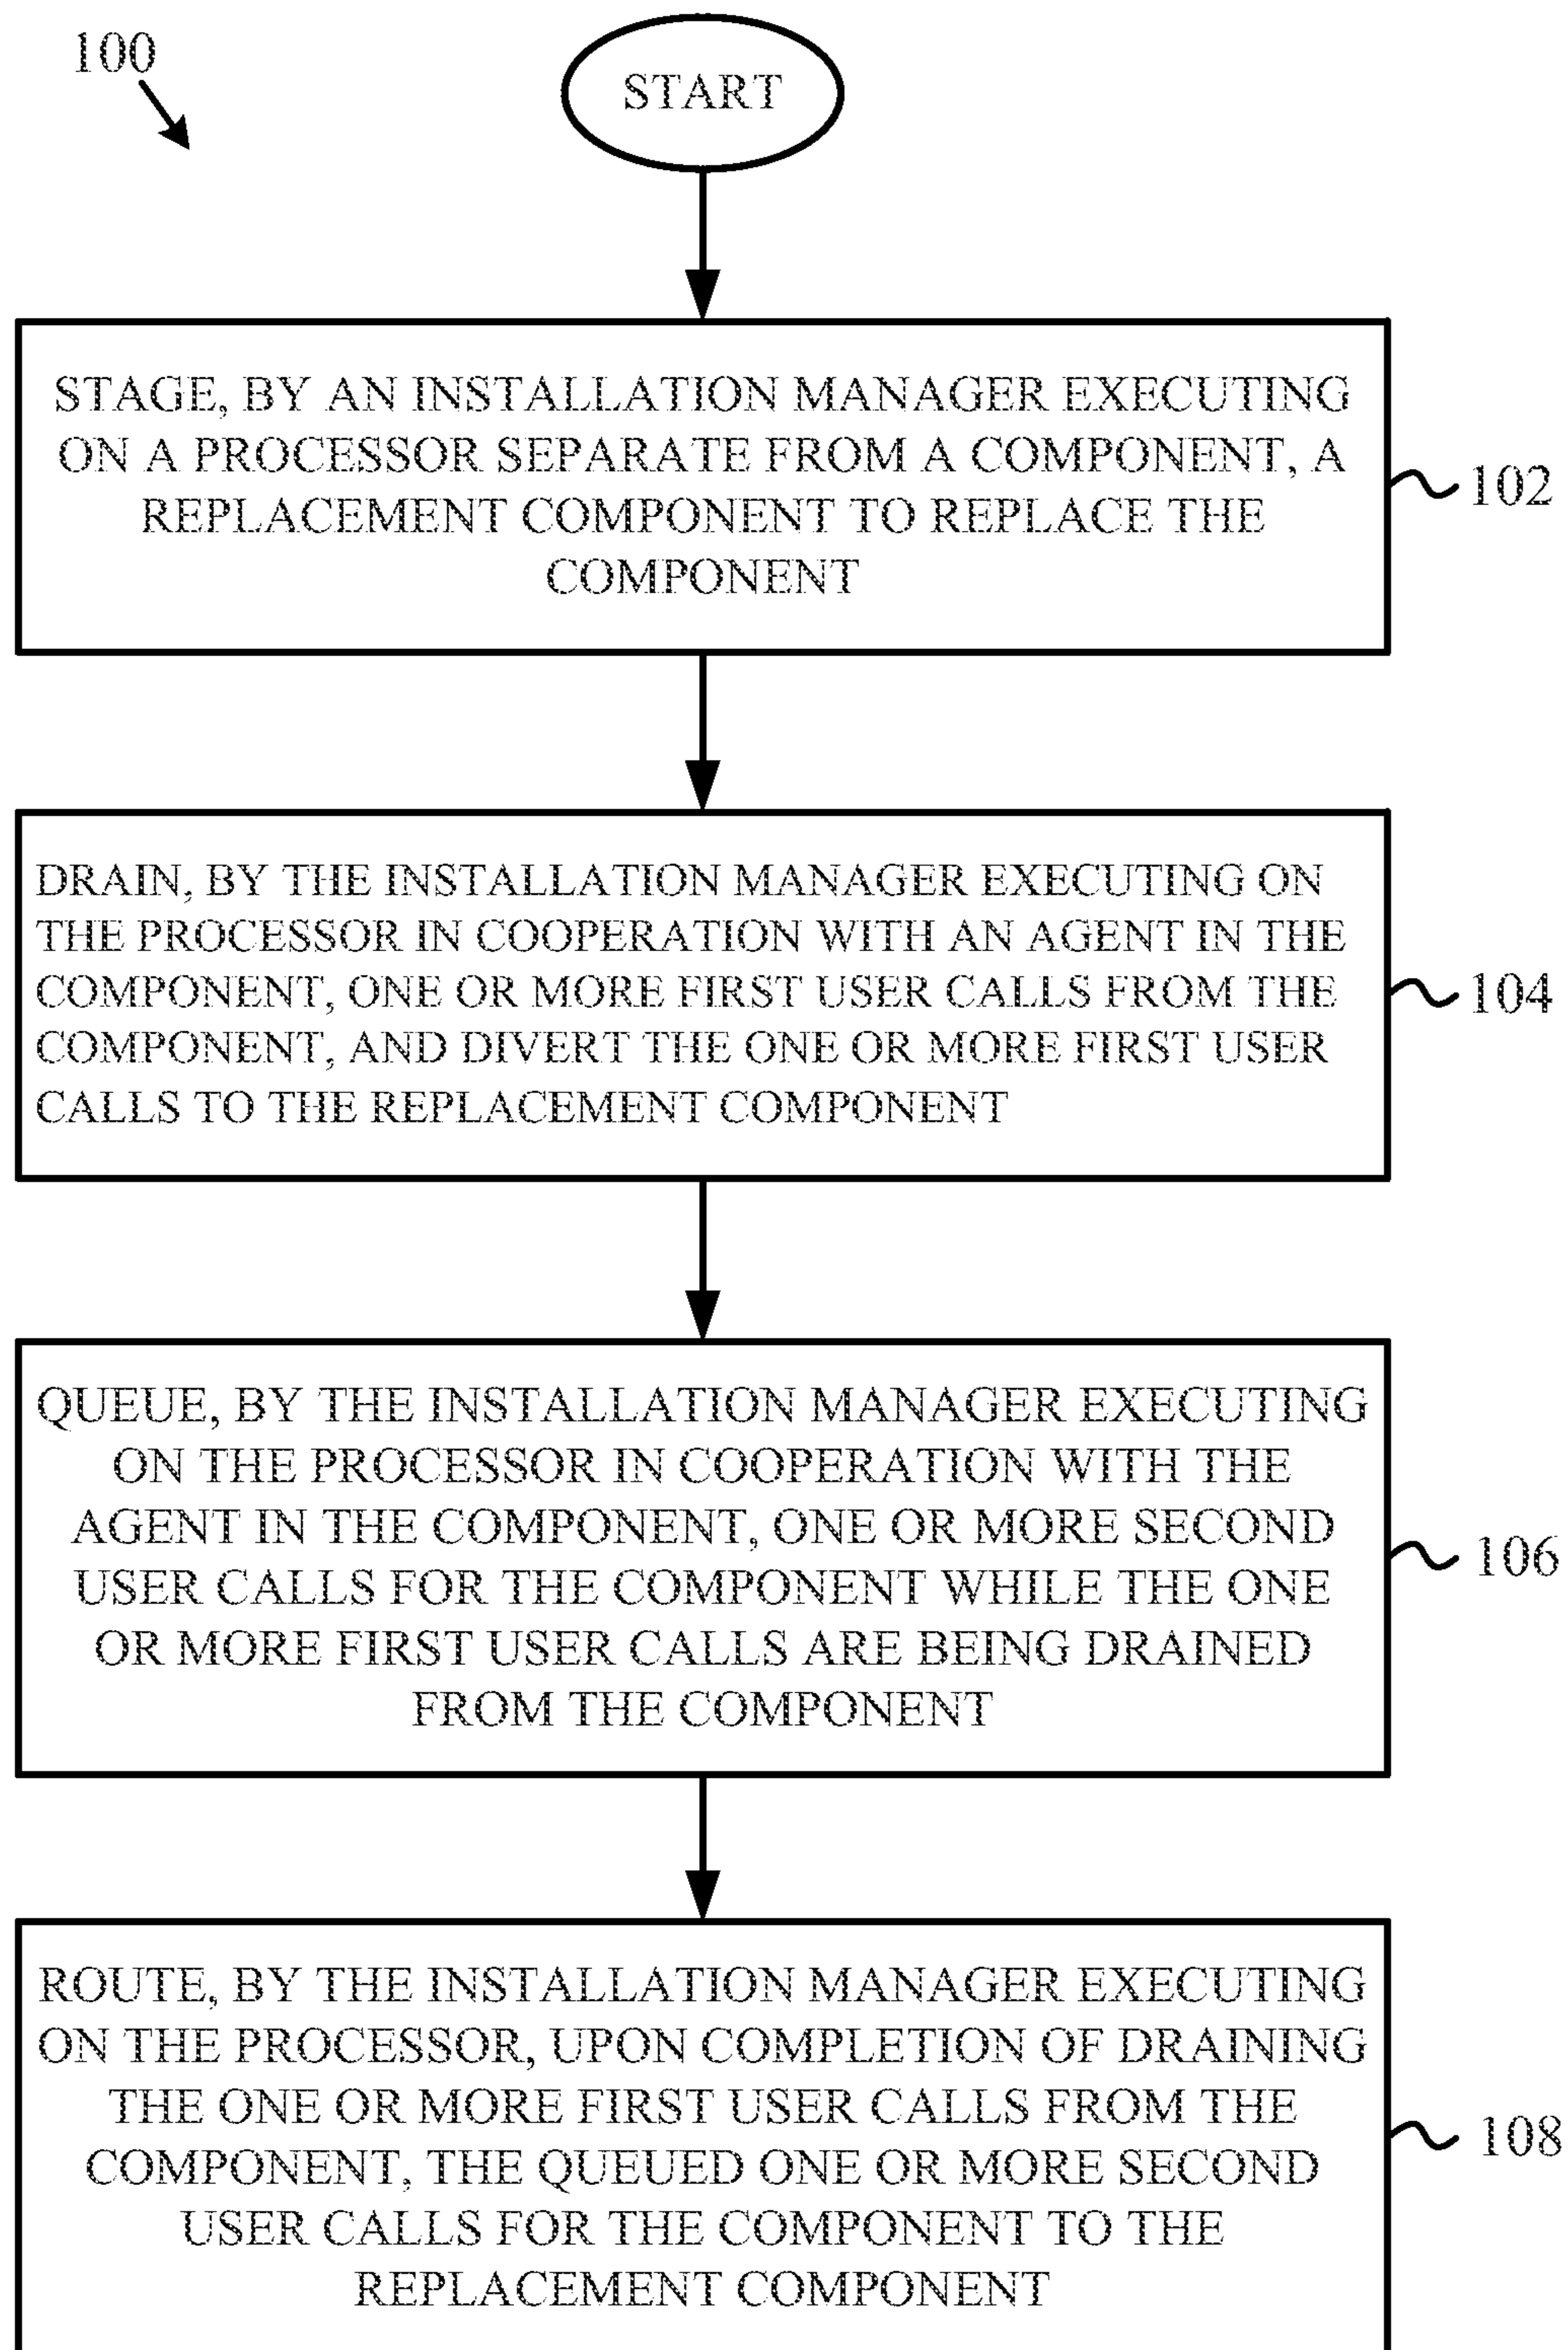 100
START
STAGE, BY AN INSTALLATION MANAGER EXECUTING
ON A PROCESSOR SEPARATE FROM A COMPONENT, A
REPLACEMENT COMPONENT TO REPLACE THE
COMPONENT
102
DRAIN, BY THE INSTALLATION MANAGER EXECUTING ON
THE PROCESSOR IN COOPERATION WITH AN AGENT IN THE
COMPONENT, ONE OR MORE FIRST USER CALLS FROM THE
COMPONENT, AND DIVERT THE ONE OR MORE FIRST USER
CALLS TO THE REPLACEMENT COMPONENT
104
QUEUE, BY THE INSTALLATION MANAGER EXECUTING
ON THE PROCESSOR IN COOPERATION WITH THE
AGENT IN THE COMPONENT, ONE OR MORE SECOND
USER CALLS FOR THE COMPONENT WHILE THE ONE
OR MORE FIRST USER CALLS ARE BEING DRAINED
FROM THE COMPONENT
106
ROUTE, BY THE INSTALLATION MANAGER EXECUTING
ON THE PROCESSOR, UPON COMPLETION OF DRAINING
THE ONE OR MORE FIRST USER CALLS FROM THE
COMPONENT, THE QUEUED ONE OR MORE SECOND
USER CALLS FOR THE COMPONENT TO THE
REPLACEMENT COMPONENT
108